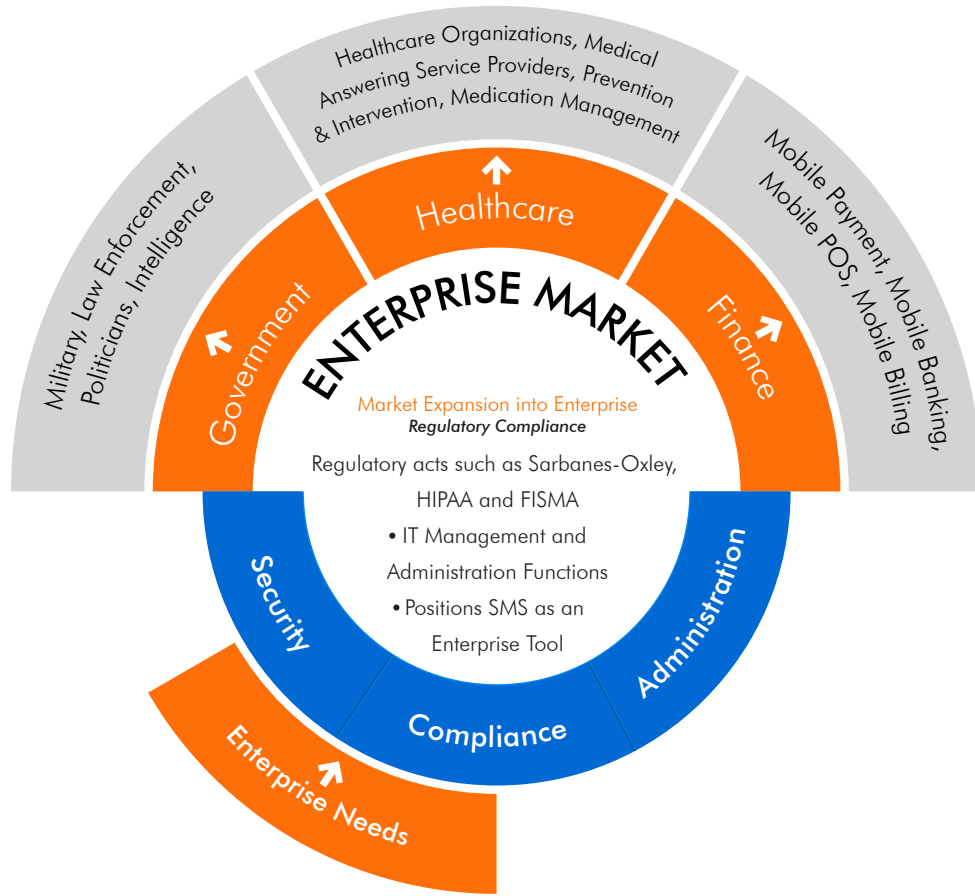 Healthcare Organizations, Medical
Answering Service Providers, Prevention
& Intervention, Medication Management
Military, Law Enforcement,
Politicians, Intelligence
Mobile Payment, Mobile Banking,
Mobile POS, Mobile Billing
Government
Healthcare
Finance
ENTERPRISE MARKET
Market Expansion into Enterprise
Regulatory Compliance
Regulatory acts such as Sarbanes-Oxley,
HIPAA and FISMA
• IT Management and
Administration Functions
• Positions SMS as an
Enterprise Tool
Security
Compliance
Administration
Enterprise Needs